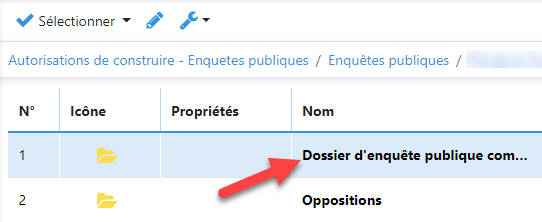 Sélectionner
Autorisations de construire - Enquetes publiques / Enquêtes publiques /
N° Icône Propriétés Nom
1 Dossier d'enquête publique com...
2 Oppositions